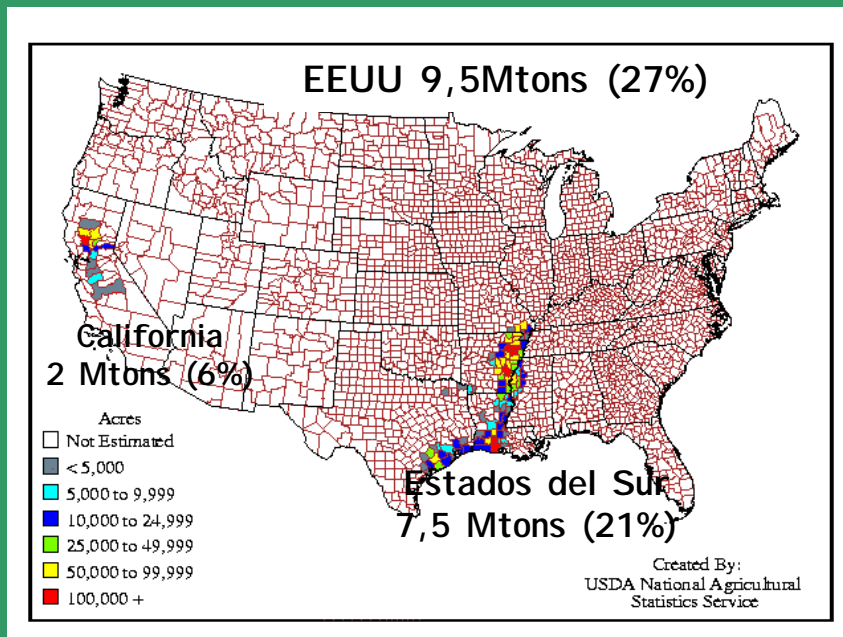 EEUU 9,5Mtons (27%)
California
2 Mtons (6%)
Estados del Sur
7,5 Mtons (21%)
Acres
Not Estimated
<5,000
5,000 to 9,999
10,000 to 24,999
25,000 to 49,999
50,000 to 99,999
100,000 +
Created By:
USDA National Agricultural
Statistics Service